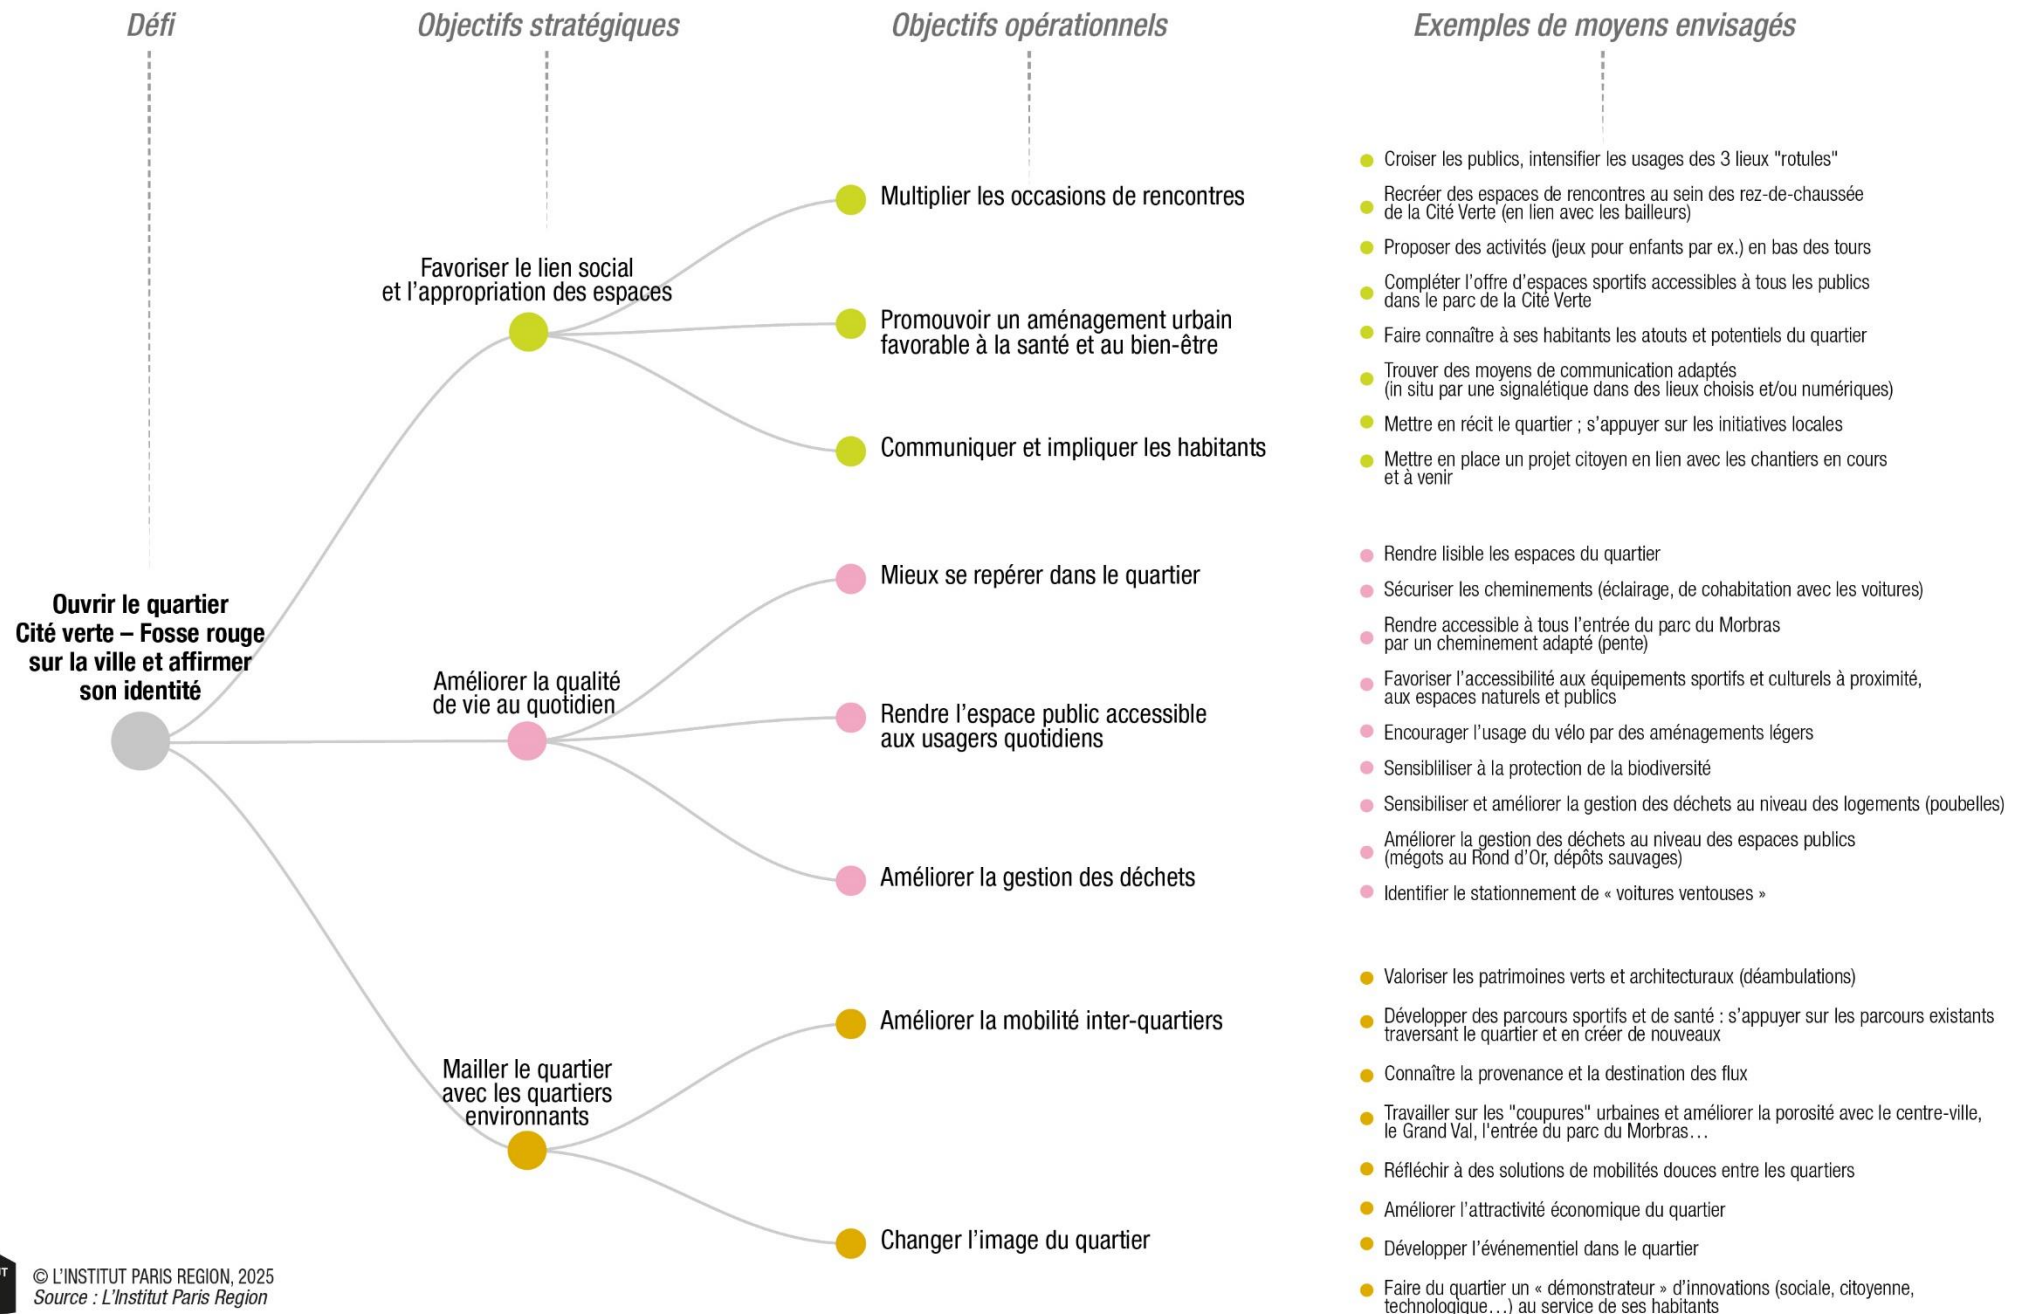 Défi
Objectifs stratégiques
Objectifs opérationnels
Exemples de moyens envisagés
Ouvrir le quartier
Cité verte – Fosse rouge
sur la ville et affirmer
son identité
Favoriser le lien social
et l'appropriation des espaces
Multiplier les occasions de rencontres
Promouvoir un aménagement urbain
favorable à la santé et au bien-être
Communiquer et impliquer les habitants
Croiser les publics, intensifier les usages des 3 lieux "rotules"
Recréer des espaces de rencontres au sein des rez-de-chaussée
de la Cité Verte (en lien avec les bailleurs)
Proposer des activités (jeux pour enfants par ex.) en bas des tours
Compléter l'offre d'espaces sportifs accessibles à tous les publics
dans le parc de la Cité Verte
Faire connaître à ses habitants les atouts et potentiels du quartier
Trouver des moyens de communication adaptés
(in situ par une signalétique dans des lieux choisis et/ou numériques)
Mettre en récit le quartier ; s'appuyer sur les initiatives locales
Mettre en place un projet citoyen en lien avec les chantiers en cours
et à venir
Améliorer la qualité
de vie au quotidien
Mieux se repérer dans le quartier
Rendre l'espace public accessible
aux usagers quotidiens
Améliorer la gestion des déchets
Rendre lisible les espaces du quartier
Sécuriser les cheminements (éclairage, de cohabitation avec les voitures)
Rendre accessible à tous l'entrée du parc du Morbras
par un cheminement adapté (pente)
Favoriser l'accessibilité aux équipements sportifs et culturels à proximité,
aux espaces naturels et publics
Encourager l'usage du vélo par des aménagements légers
Sensibliliser à la protection de la biodiversité
Sensibiliser et améliorer la gestion des déchets au niveau des logements (poubelles)
Améliorer la gestion des déchets au niveau des espaces publics
(mégots au Rond d'Or, dépôts sauvages)
Identifier le stationnement de « voitures ventouses »
Mailler le quartier
avec les quartiers
environnants
Améliorer la mobilité inter-quartiers
Changer l'image du quartier
Valoriser les patrimoines verts et architecturaux (déambulations)
Développer des parcours sportifs et de santé : s'appuyer sur les parcours existants
traversant le quartier et en créer de nouveaux
Connaître la provenance et la destination des flux
Travailler sur les "coupures" urbaines et améliorer la porosité avec le centre-ville,
le Grand Val, l'entrée du parc du Morbras…
Réfléchir à des solutions de mobilités douces entre les quartiers
Améliorer l'attractivité économique du quartier
Développer l'événementiel dans le quartier
Faire du quartier un « démonstrateur » d'innovations (sociale, citoyenne,
technologique…) au service de ses habitants
© L'INSTITUT PARIS REGION, 2025
Source : L'Institut Paris Region